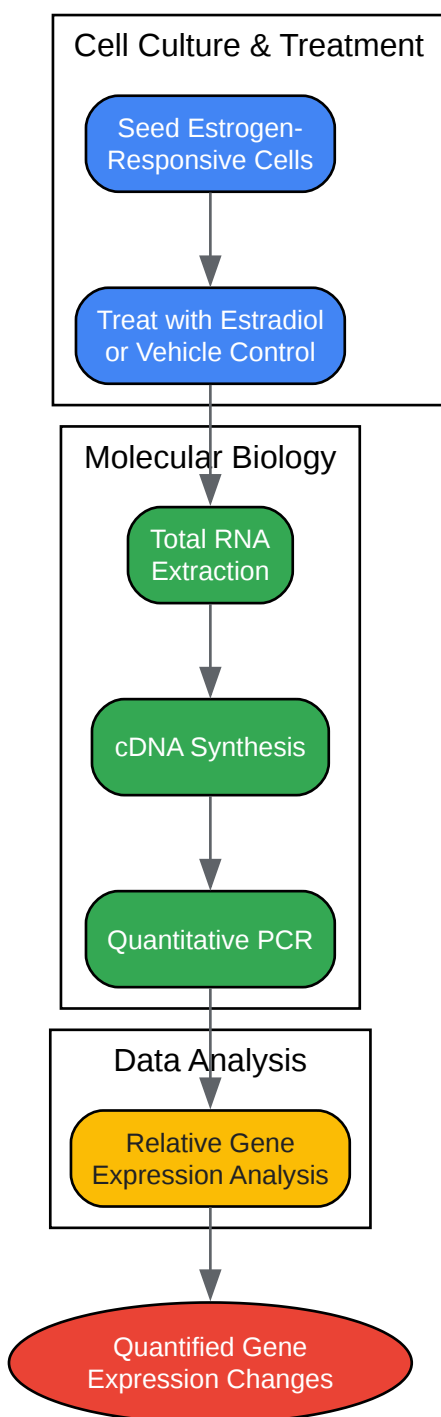 Cell Culture & Treatment
Seed Estrogen-
Responsive Cells
Treat with Estradiol
or Vehicle Control
Molecular Biology
Total RNA
Extraction
cDNA Synthesis
Quantitative PCR
Data Analysis
Relative Gene
Expression Analysis
Quantified Gene
Expression Changes